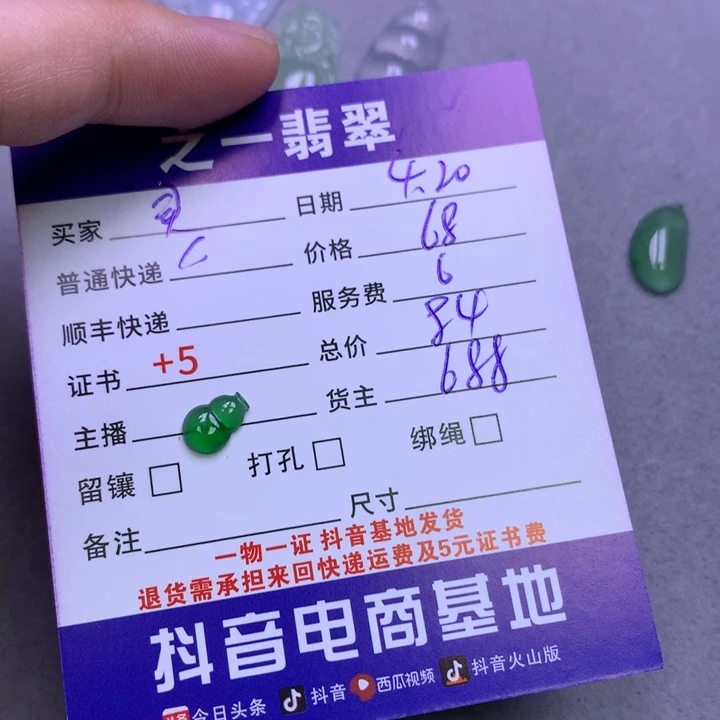 之一翡翠
买家 日期 4.20
普通快递 价格 68
顺丰快递 服务费 6
证书 +5 总价 84
主播 货主 688
留镶 打孔 绑绳
备注 尺寸
一物一证 抖音基地发货
退货需承担来回快递运费及5元证书费
抖音电商基地
头条 今日头条 抖音 西瓜视频 抖音火山版